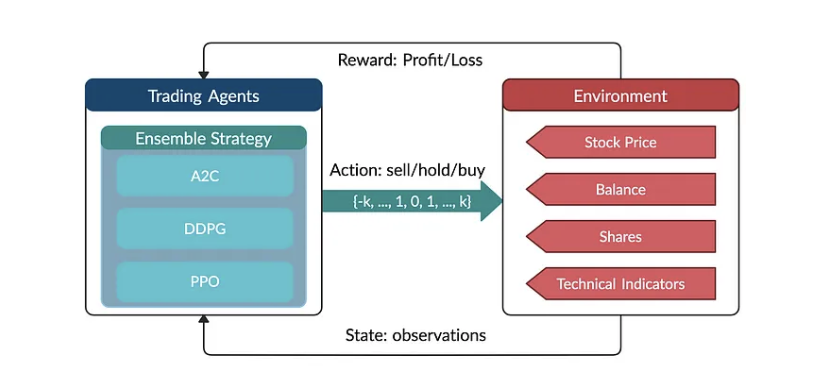 Reward: Profit/Loss
Trading Agents
Ensemble Strategy
A2C
DDPG
PPO
Action: sell/hold/buy
{-k, ..., 1, 0, 1, ..., k}
Environment
Stock Price
Balance
Shares
Technical Indicators
State: observations